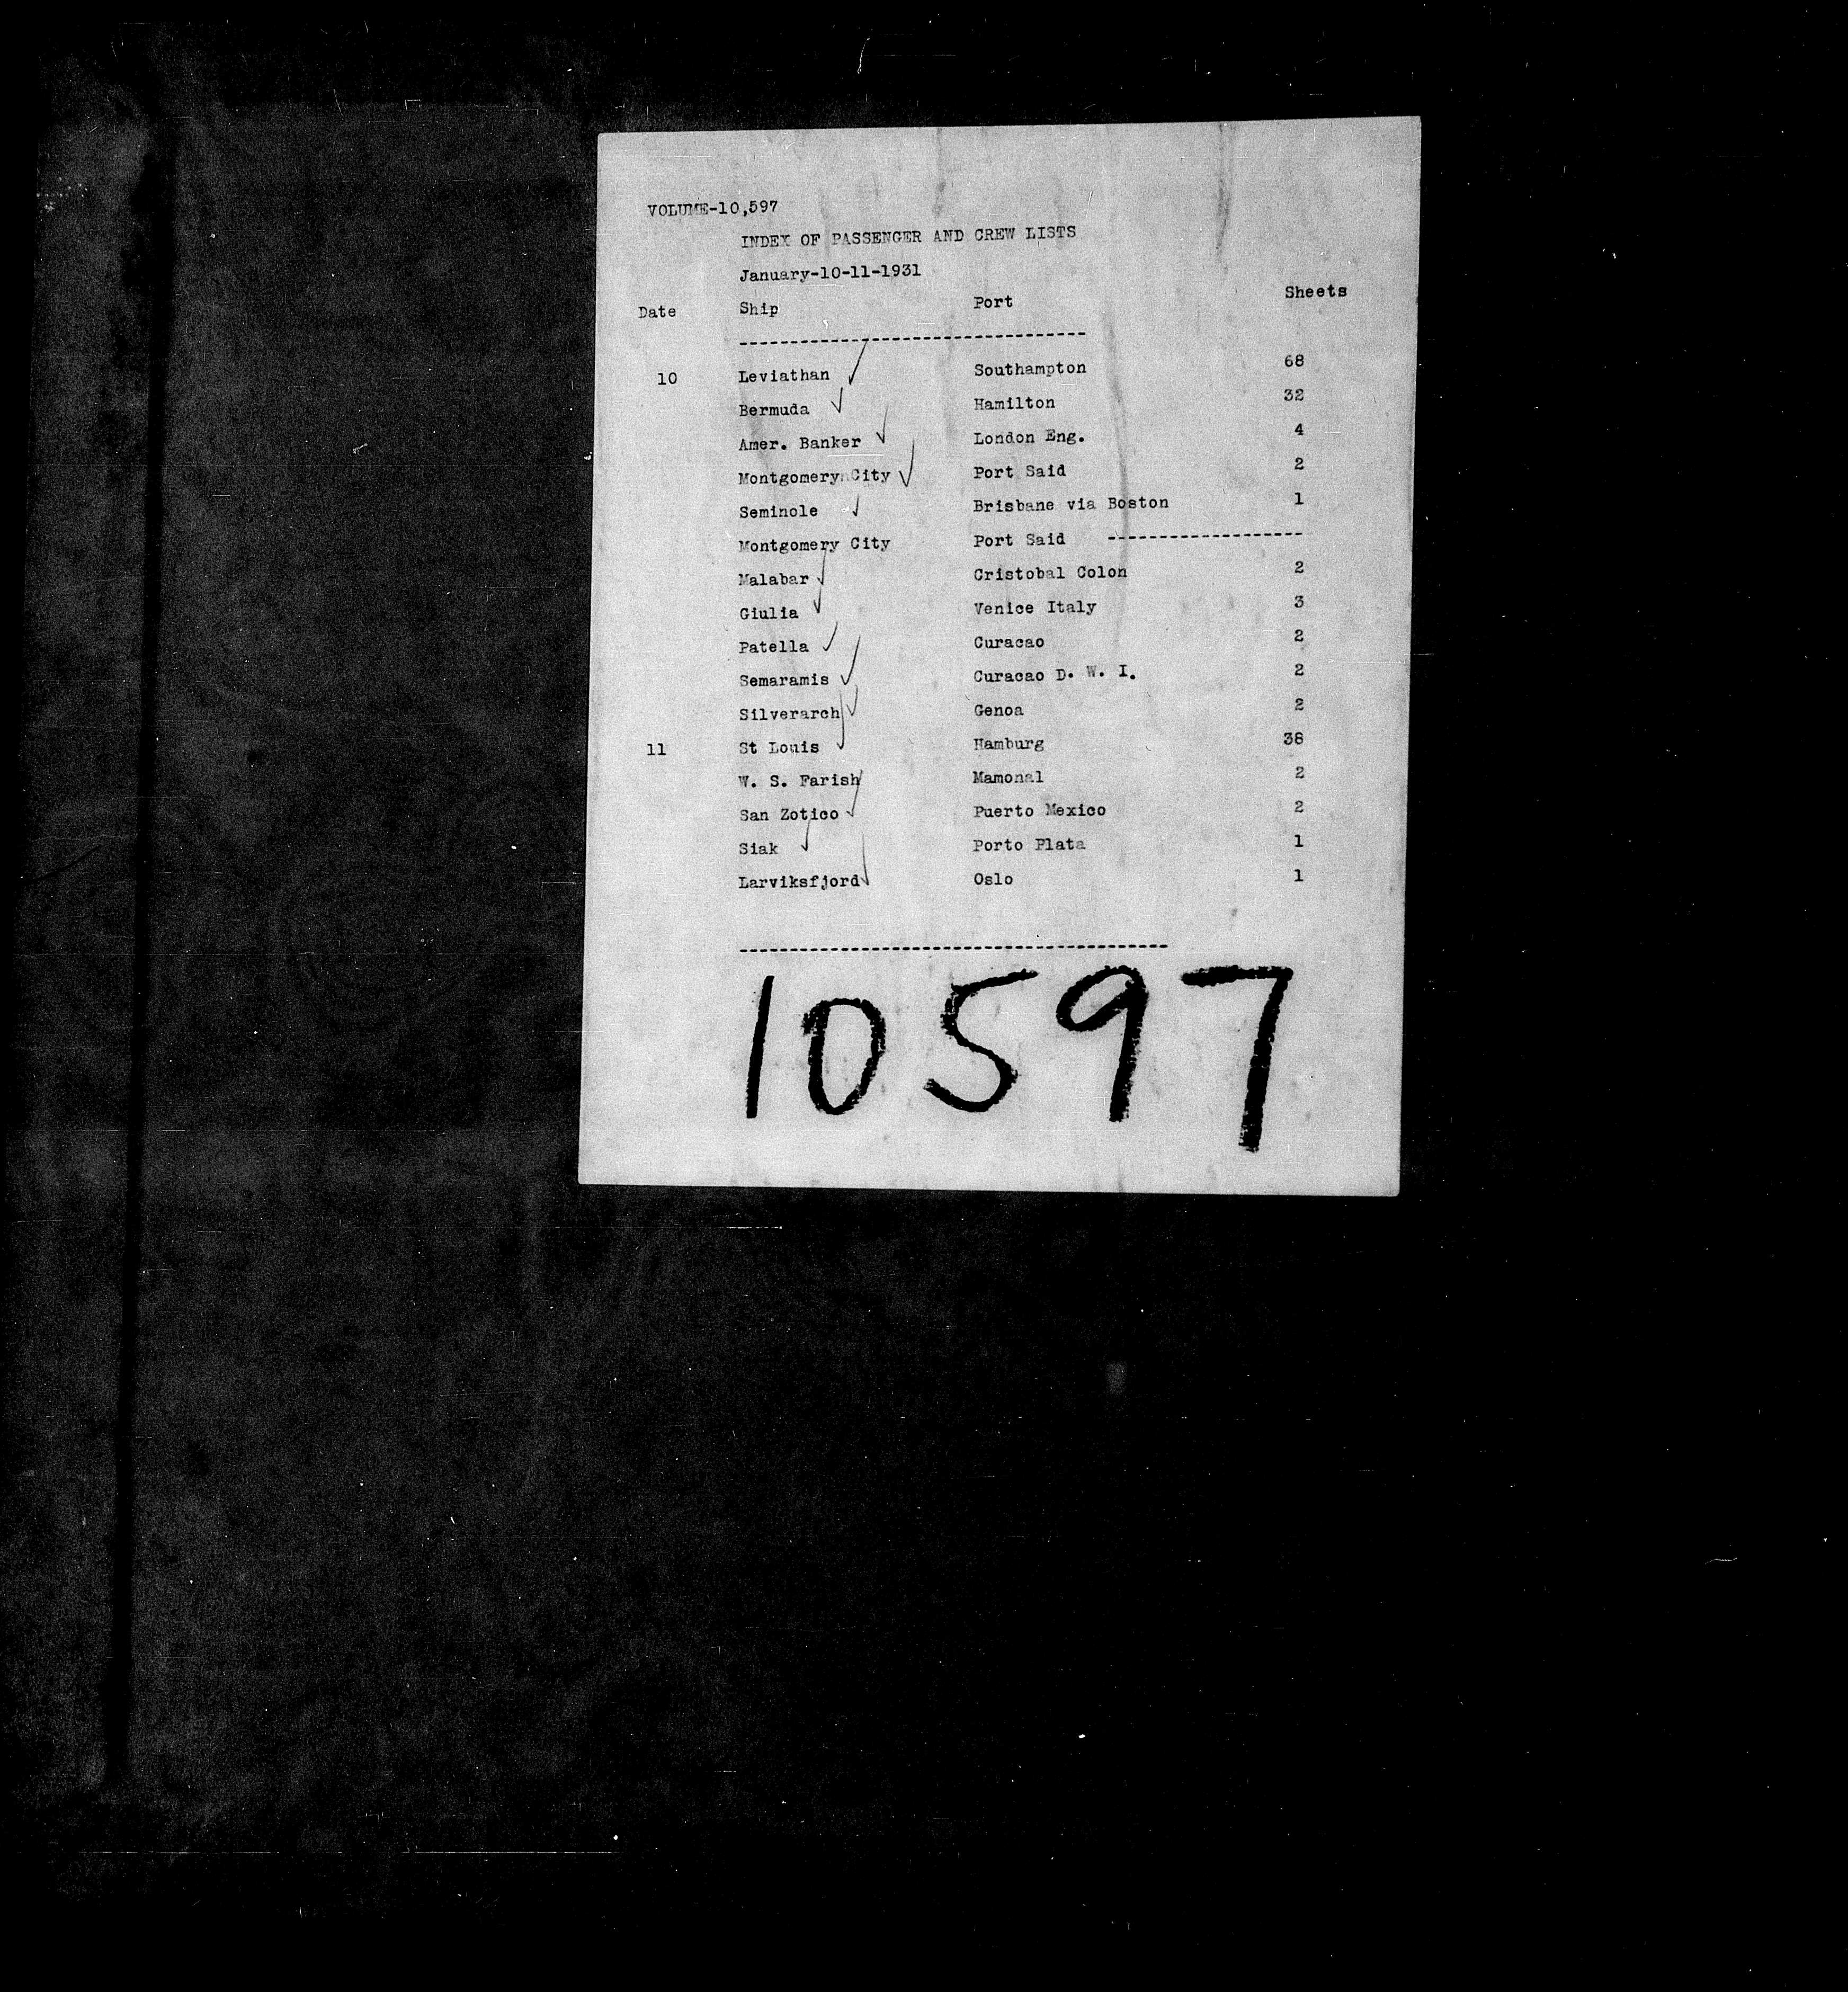 VOLUME-10,597
INDEX OF PASSENGER AND CREW LISTS
January-10-11-1931
Date Ship Port Sheets
10 Leviathan Southampton 68
Bermuda Hamilton 32
Amer. Banker London Eng. 4
Montgomery City Port Said 2
Seminole Brisbane via Boston 1
Montgomery City Port Said ------------------
Malabar Cristobal Colon 2
Giulia Venice Italy 3
Patella Curacao 2
Semaramis Curacao D. W. I. 2
Silverarch Genoa 2
11 St Louis Hamburg 38
W. S. Farish Mamonal 2
San Zotico Puerto Mexico 2
Siak Porto Plata 1
Larviksfjord Oslo 1
10597